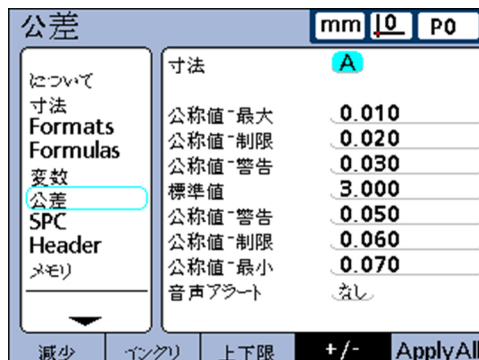 公差 mm 0 P0
について
寸法
Formats
Formulas
変数
公差
SPC
Header
メモリ
寸法 A
公称値-最大 0.010
公称値-制限 0.020
公称値-警告 0.030
標準値 3.000
公称値-警告 0.050
公称値-制限 0.060
公称値-最小 0.070
音声アラート なし
減少 インクリ 上下限 +/- Apply All